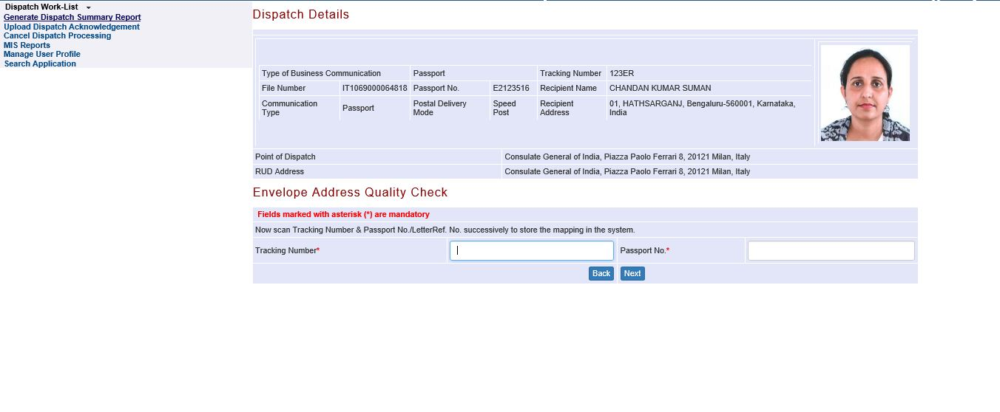 Dispatch Work-List
Generate Dispatch Summary Report
Upload Dispatch Acknowledgement
Cancel Dispatch Processing
MIS Reports
Manage User Profile
Search Application
Dispatch Details
Type of Business Communication Passport Tracking Number 123ER
File Number IT1069000064818 Passport No. E2123516 Recipient Name CHANDAN KUMAR SUMAN
Communication Type Passport Postal Delivery Mode Speed Post Recipient Address 01, HATHSARGANJ, Bengaluru-560001, Karnataka, India
Point of Dispatch Consulate General of India, Piazza Paolo Ferrari 8, 20121 Milan, Italy
RUD Address Consulate General of India, Piazza Paolo Ferrari 8, 20121 Milan, Italy
Envelope Address Quality Check
Fields marked with asterisk (*) are mandatory
Now scan Tracking Number & Passport No./LetterRef. No. successively to store the mapping in the system.
Tracking Number* Passport No.*
Back Next